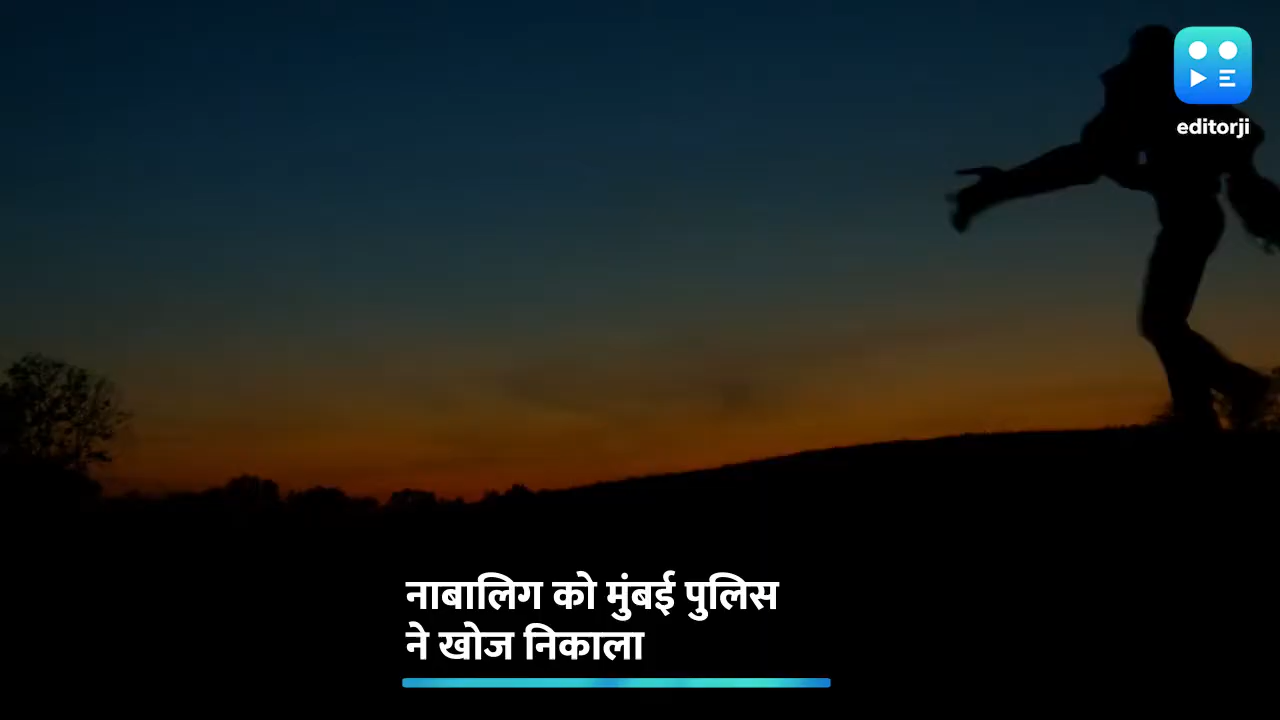 editorji
नाबालिग को मुंबई पुलिस
ने खोज निकाला